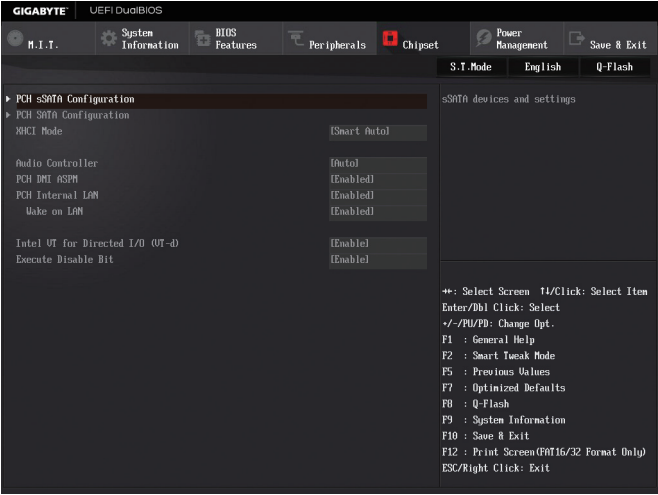 GIGABYTE™ UEFI DualBIOS
M.I.T.
System Information
BIOS Features
Peripherals
Chipset
Power Management
Save & Exit
S.T.Mode English Q-Flash
PCH sSATA Configuration
PCH SATA Configuration
XHCI Mode [Smart Auto]
Audio Controller [Auto]
PCH DMI ASPM [Enabled]
PCH Internal LAN [Enabled]
Wake on LAN [Enabled]
Intel VT for Directed I/O (VT-d) [Enable]
Execute Disable Bit [Enable]
sSATA devices and settings
→←: Select Screen ↑↓/Click: Select Item
Enter/Dbl Click: Select
+/-/PU/PD: Change Opt.
F1 : General Help
F2 : Smart Tweak Mode
F5 : Previous Values
F7 : Optimized Defaults
F8 : Q-Flash
F9 : System Information
F10 : Save & Exit
F12 : Print Screen(FAT16/32 Format Only)
ESC/Right Click: Exit